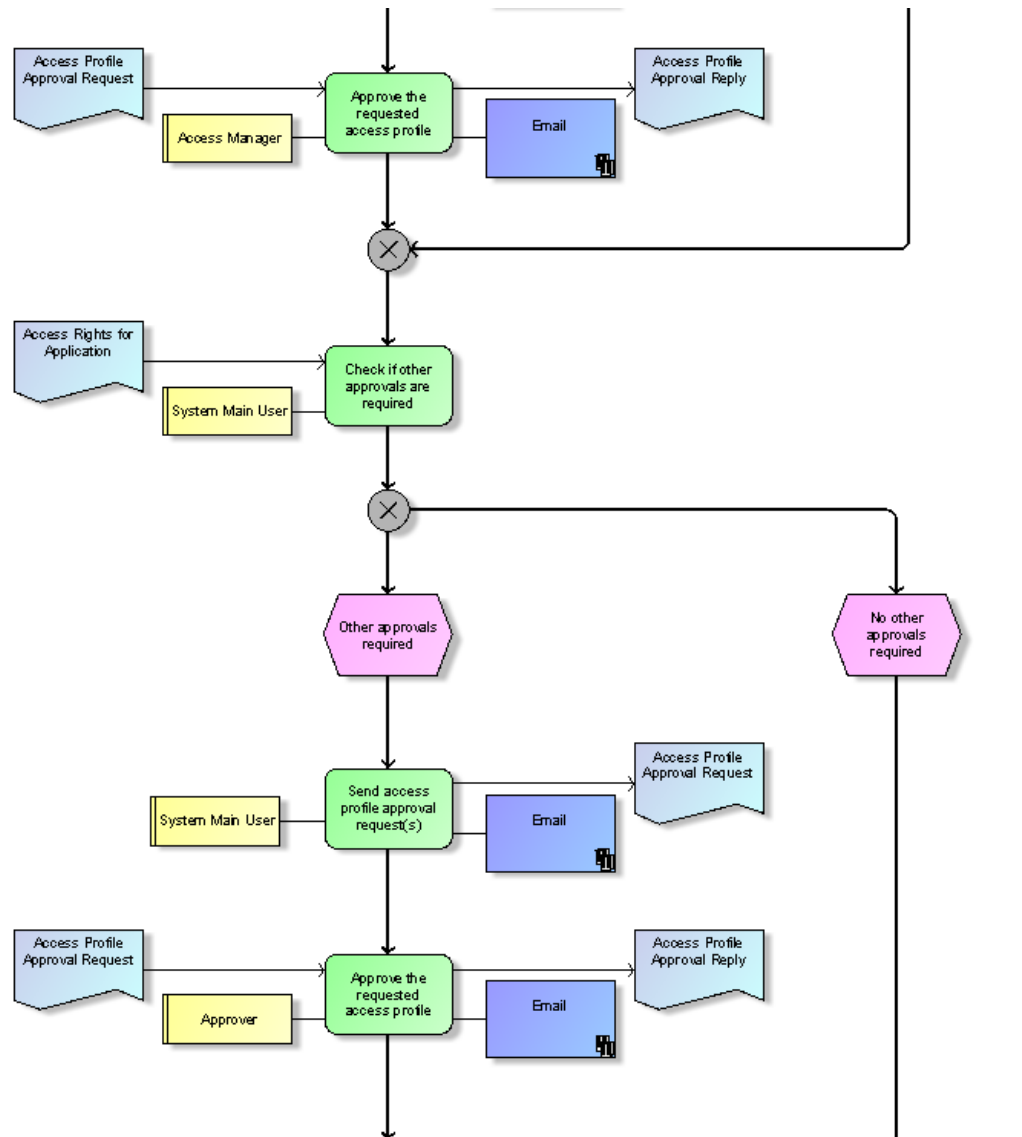 Access Profile
Approval Request
Approve the
requested
access profile
Access Profile
Approval Reply
Access Manager
Email
Access Rights for
Application
Check if other
approvals are
required
System Main User
Other approvals
required
No other
approvals
required
Send access
profile approval
request(s)
Access Profile
Approval Request
System Main User
Email
Access Profile
Approval Request
Approve the
requested
access profile
Access Profile
Approval Reply
Approver
Email